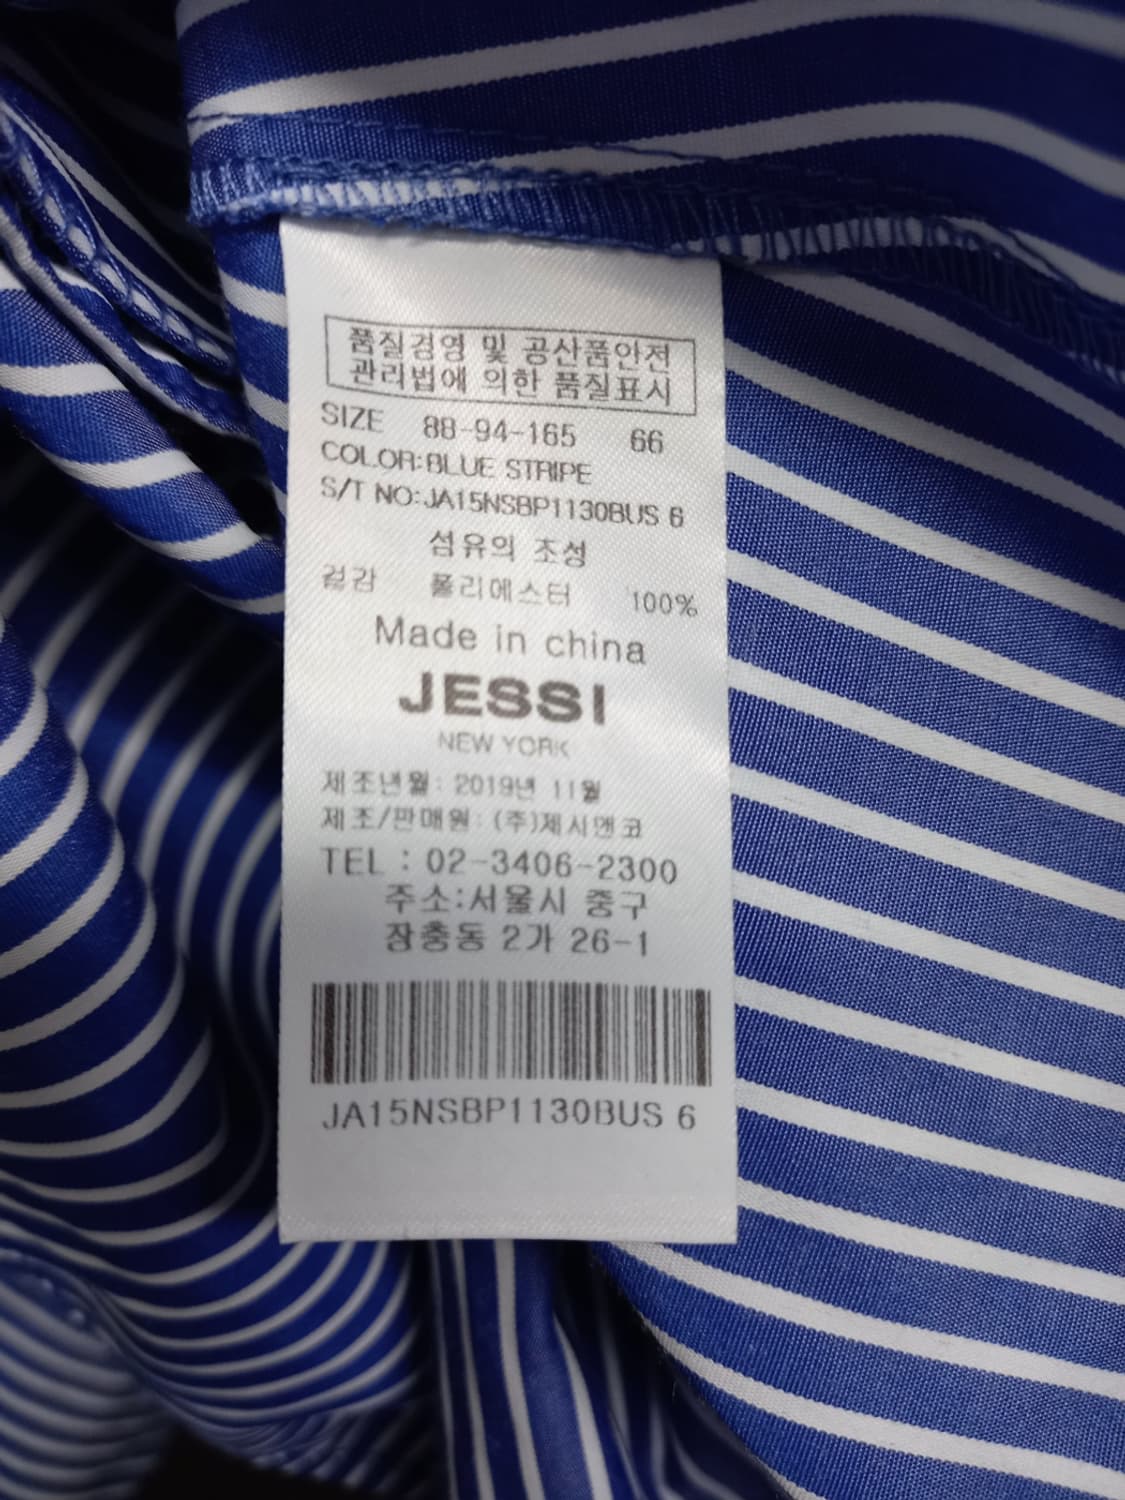 품질경영 및 공산품안전
관리법에 의한 품질표시
SIZE 88-94-165 66
COLOR:BLUE STRIPE
S/T NO:JA15NSBP1130BUS 6
섬유의 조성
겉감 폴리에스터 100%
Made in china
JESSI
NEW YORK
제조년월: 2019년 11월
제조/판매원: (주)제시앤코
TEL : 02-3406-2300
주소:서울시 중구
장충동 2가 26-1
JA15NSBP1130BUS 6